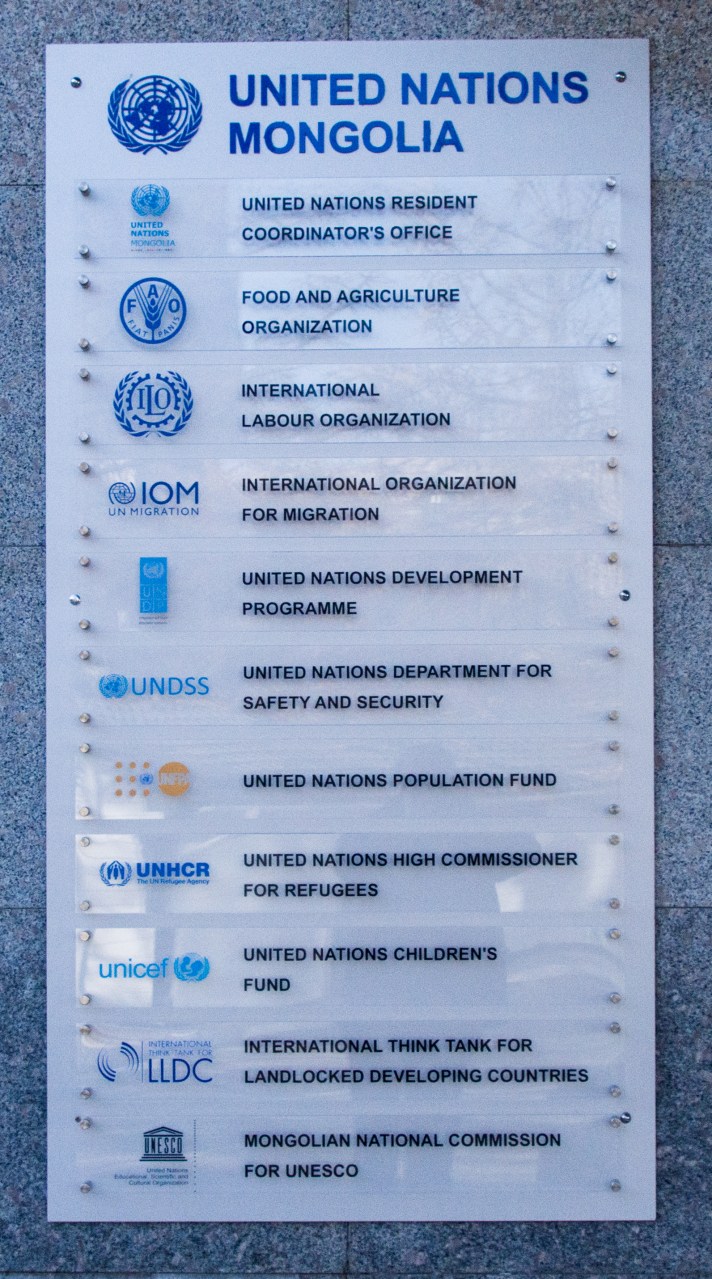 UNITED NATIONS
MONGOLIA
UNITED
NATIONS
MONGOLIA
UNITED NATIONS RESIDENT
COORDINATOR'S OFFICE
F A O
FIAT PANIS
FOOD AND AGRICULTURE
ORGANIZATION
ILO
INTERNATIONAL
LABOUR ORGANIZATION
IOM
UN MIGRATION
INTERNATIONAL ORGANIZATION
FOR MIGRATION
U N
D P
UNITED NATIONS DEVELOPMENT
PROGRAMME
UNDSS
UNITED NATIONS DEPARTMENT FOR
SAFETY AND SECURITY
UNFPA
UNITED NATIONS POPULATION FUND
UNHCR
The UN Refugee Agency
UNITED NATIONS HIGH COMMISSIONER
FOR REFUGEES
unicef
UNITED NATIONS CHILDREN'S
FUND
INTERNATIONAL
THINK TANK FOR
LLDC
INTERNATIONAL THINK TANK FOR
LANDLOCKED DEVELOPING COUNTRIES
UNESCO
United Nations
Educational, Scientific and
Cultural Organization
MONGOLIAN NATIONAL COMMISSION
FOR UNESCO